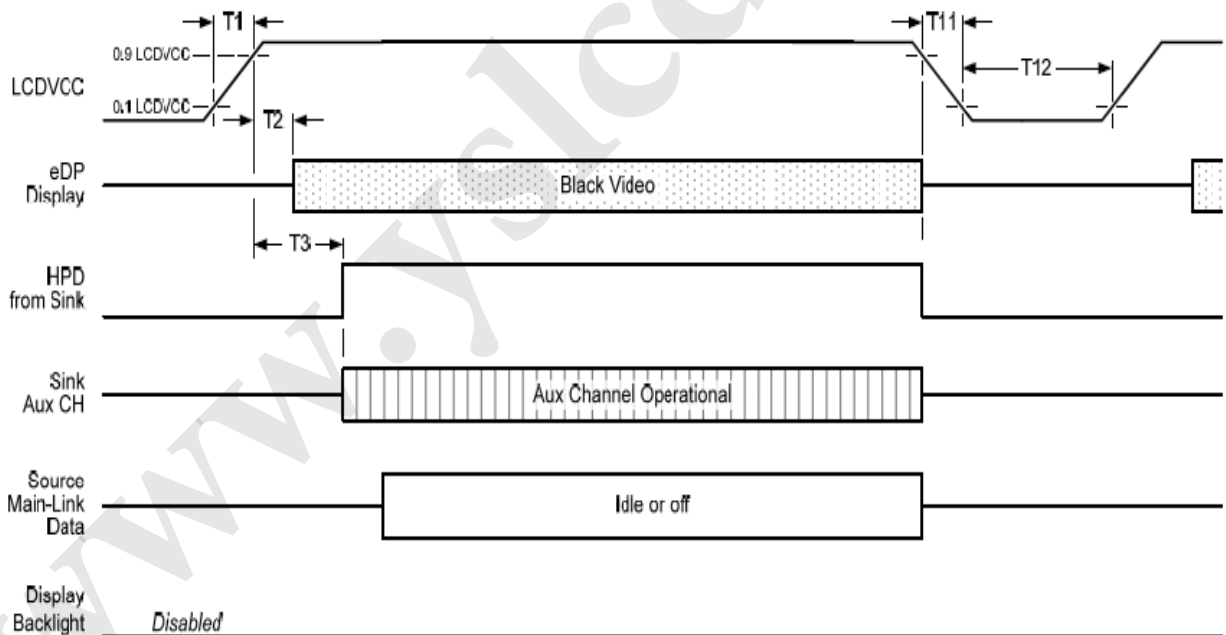 T1
T11
0.9 LCDVCC
LCDVCC
T12
0.1 LCDVCC
T2
eDP
Display
Black Video
T3
HPD
from Sink
Sink
Aux CH
Aux Channel Operational
Source
Main-Link
Data
Idle or off
Display
Backlight
Disabled
www.yslc